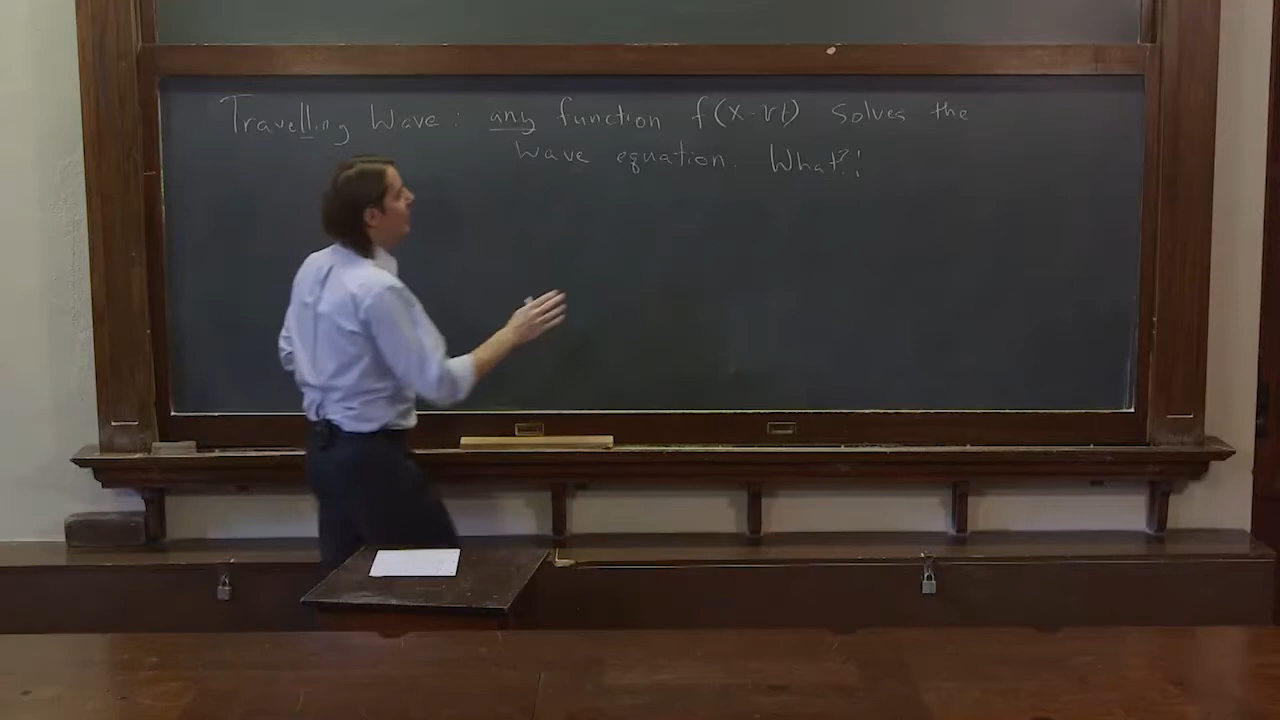 Travelling Wave: any function f(x-vt) solves the
wave equation. What?!